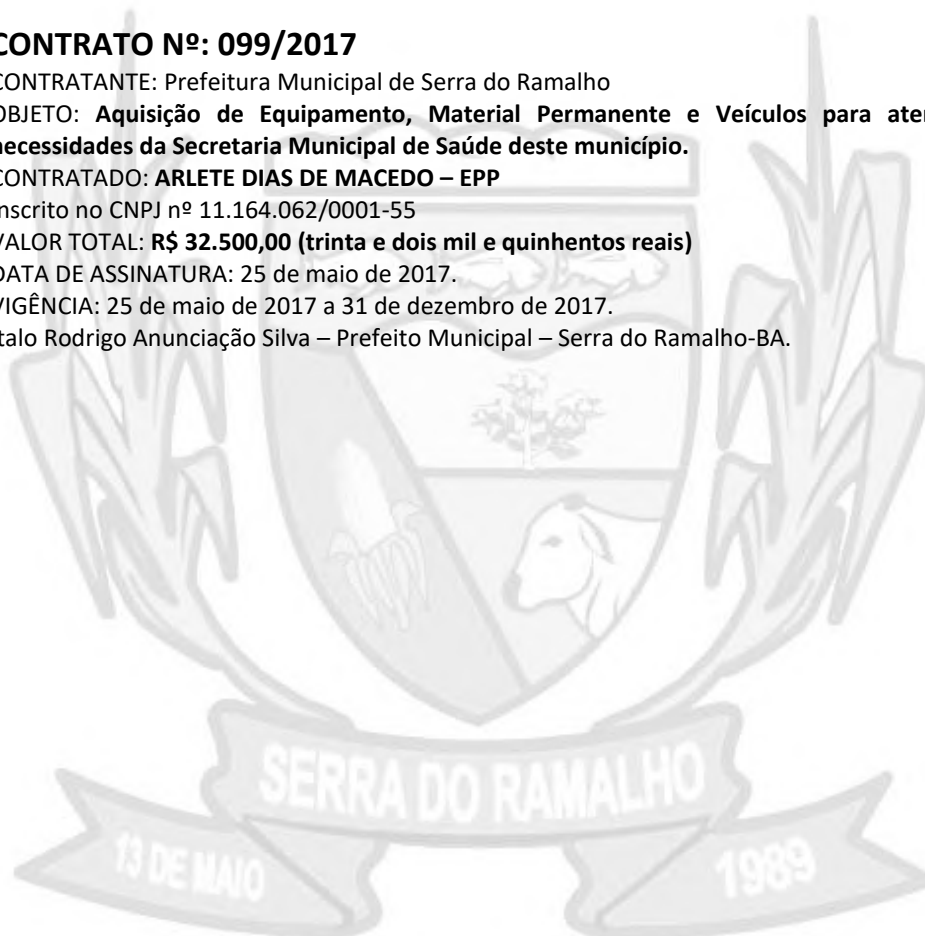 CONTRATO Nº: 099/2017
CONTRATANTE: Prefeitura Municipal de Serra do Ramalho
OBJETO: Aquisição de Equipamento, Material Permanente e Veículos para ate
necessidades da Secretaria Municipal de Saúde deste município.
CONTRATADO: ARLETE DIAS DE MACEDO – EPP
nscrito no CNPJ nº 11.164.062/0001-55
VALOR TOTAL: R$ 32.500,00 (trinta e dois mil e quinhentos reais)
DATA DE ASSINATURA: 25 de maio de 2017.
VIGÊNCIA: 25 de maio de 2017 a 31 de dezembro de 2017.
talo Rodrigo Anunciação Silva – Prefeito Municipal – Serra do Ramalho-BA.
SERRA DO RAMALHO
13 DE MAIO 1989